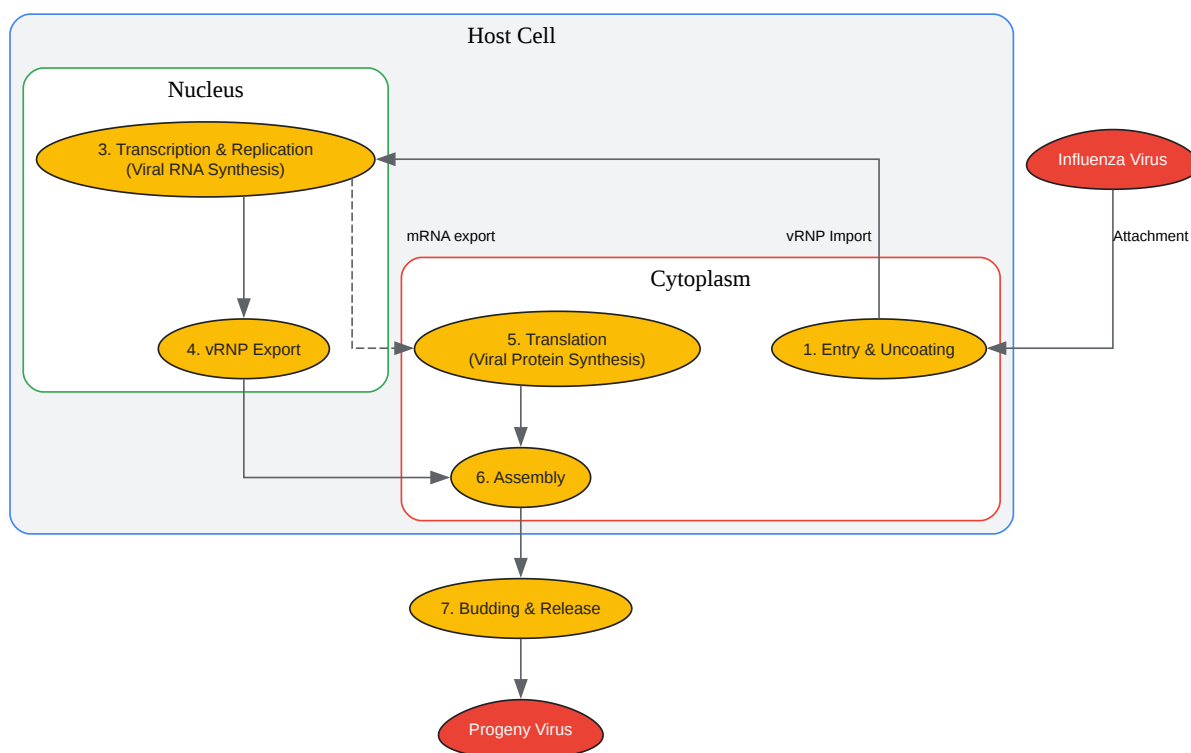 Host Cell
Nucleus
3. Transcription & Replication
(Viral RNA Synthesis)
Influenza Virus
mRNA export
vRNP Import
Attachment
Cytoplasm
4. vRNP Export
5. Translation
(Viral Protein Synthesis)
1. Entry & Uncoating
6. Assembly
7. Budding & Release
Progeny Virus